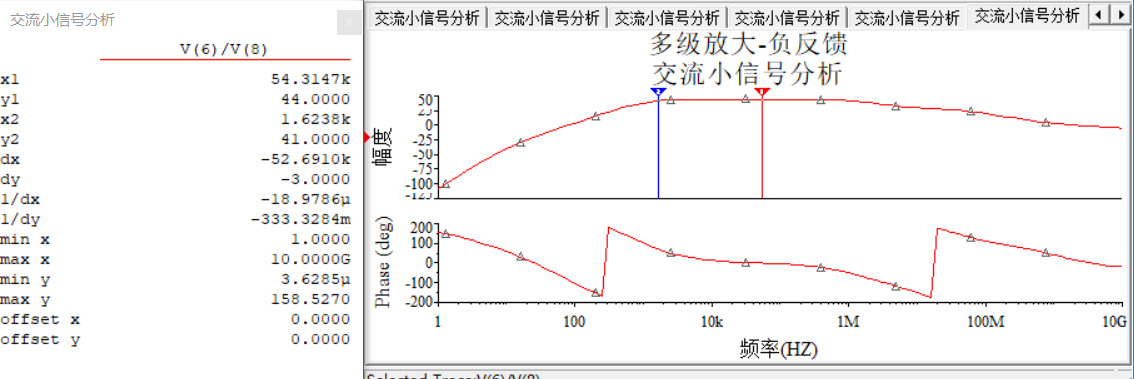 交流小信号分析
×
V(6)/V(8)
x1 54.3147k
y1 44.0000
x2 1.6238k
y2 41.0000
dx -52.6910k
dy -3.0000
1/dx -18.9786μ
1/dy -333.3284m
min x 1.0000
max x 10.0000G
min y 3.6285μ
max y 158.5270
offset x 0.0000
offset y 0.0000
交流小信号分析 交流小信号分析 交流小信号分析 交流小信号分析 交流小信号分析 交流小信号分析
多级放大-负反馈
交流小信号分析
幅度
50
25
0
-25
-50
-75
-100
-125
Phase (deg)
200
100
0
-100
-200
1 100 10k 1M 100M 10G
频率(HZ)
Selected Trace:V(6)/V(8)